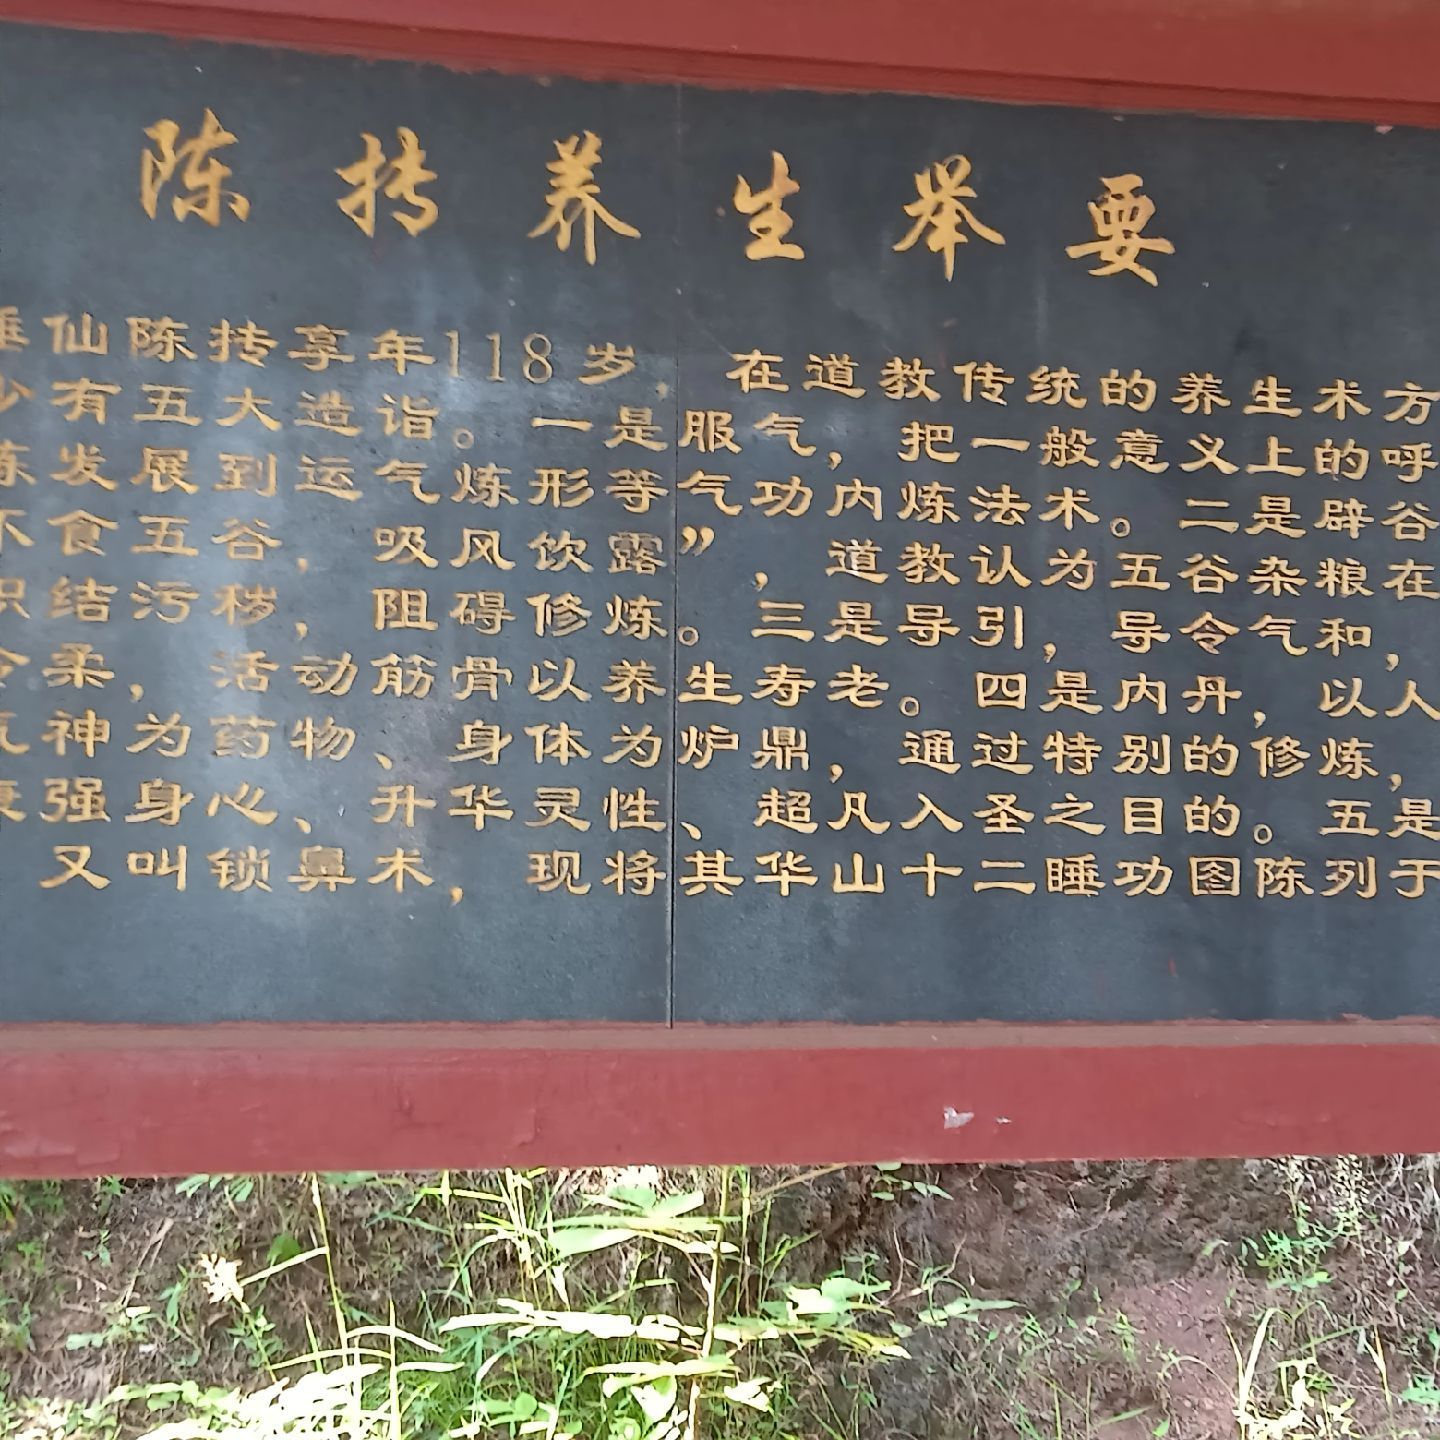 陈抟养生举要
睡仙陈抟享年118岁，在道教传统的养生术方
少有五大造诣。一是服气，把一般意义上的呼
炼发展到运气炼形等气功内炼法术。二是辟谷
不食五谷，吸风饮露”，道教认为五谷杂粮在
积结污秽，阻碍修炼。三是导引，导令气和，
令柔，活动筋骨以养生寿老。四是内丹，以人
气神为药物、身体为炉鼎，通过特别的修炼，
康强身心、升华灵性、超凡入圣之目的。五是
又叫锁鼻术，现将其华山十二睡功图陈列于